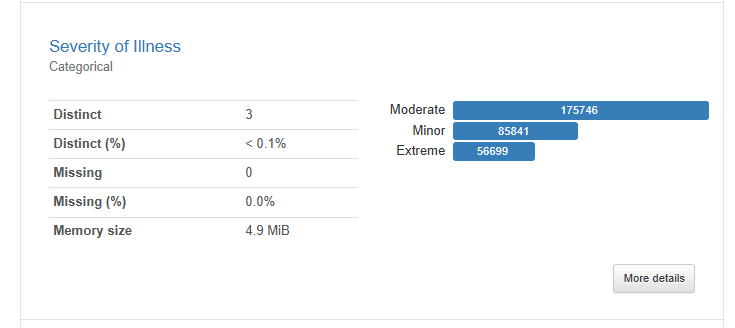 Severity of Illness
Categorical
Distinct 3
Distinct (%) < 0.1%
Missing 0
Missing (%) 0.0%
Memory size 4.9 MiB
Moderate 175746
Minor 85841
Extreme 56699
More details